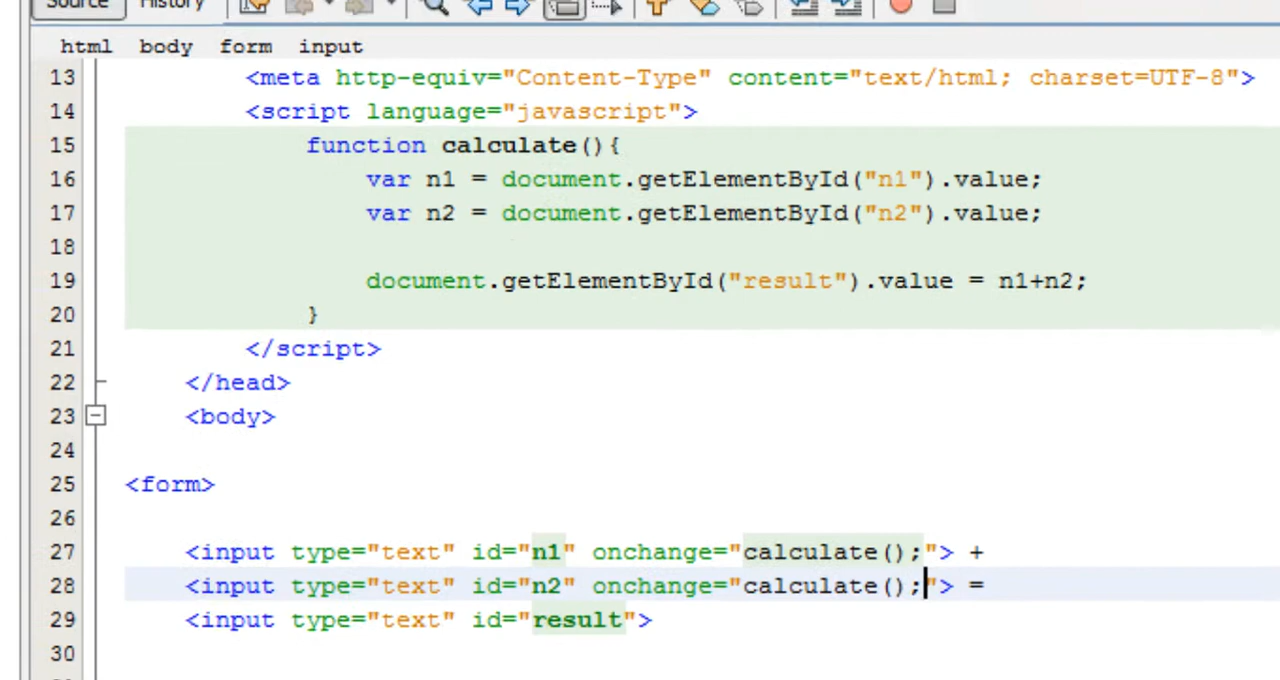 Source History
html body form input
13 <meta http-equiv="Content-Type" content="text/html; charset=UTF-8">
14 <script language="javascript">
15 function calculate(){
16 var n1 = document.getElementById("n1").value;
17 var n2 = document.getElementById("n2").value;
18
19 document.getElementById("result").value = n1+n2;
20 }
21 </script>
22 </head>
23 <body>
24
25 <form>
26
27 <input type="text" id="n1" onchange="calculate();"> +
28 <input type="text" id="n2" onchange="calculate();"> =
29 <input type="text" id="result">
30